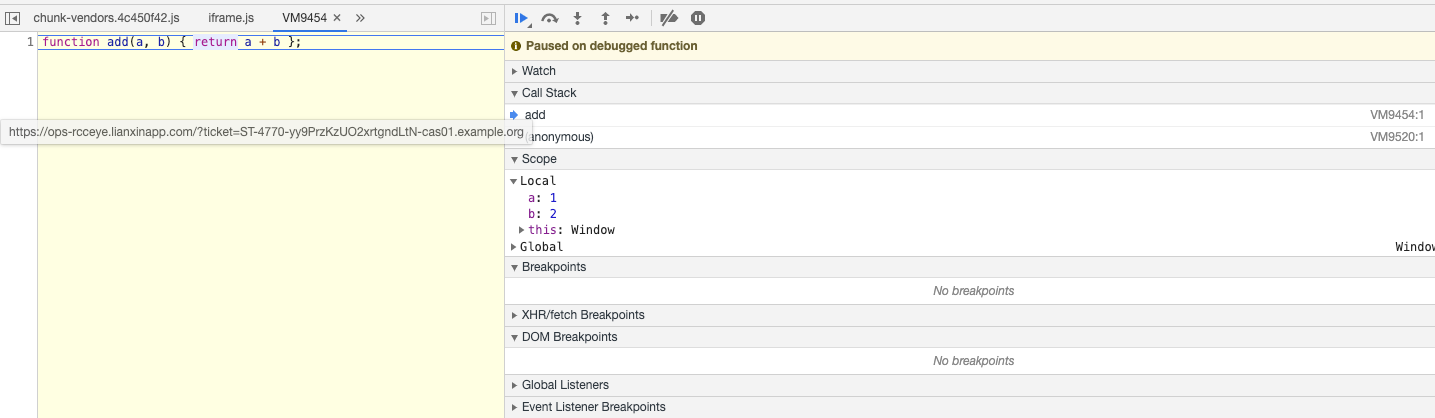 chunk-vendors.4c450f42.js iframe.js VM9454 × »
1 function add(a, b) { return a + b };
https://ops-rcceye.lianxinapp.com/?ticket=ST-4770-yy9PrzKzUO2xrtgndLtN-cas01.example.org
Paused on debugged function
Watch
Call Stack
add VM9454:1
(anonymous) VM9520:1
Scope
Local
a: 1
b: 2
this: Window
Global Window
Breakpoints
No breakpoints
XHR/fetch Breakpoints
DOM Breakpoints
No breakpoints
Global Listeners
Event Listener Breakpoints